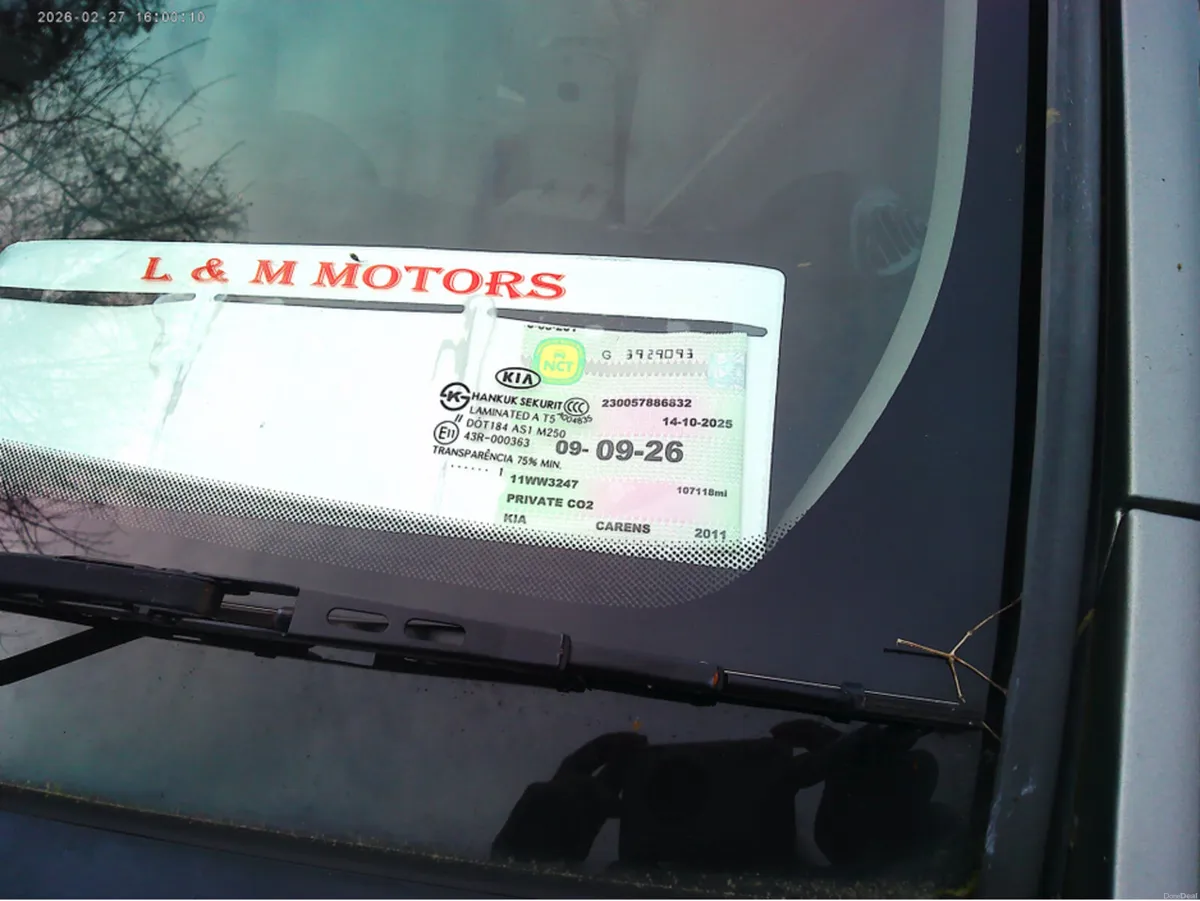 2026-02-27 16:00:10
L & M MOTORS
NCT
G 3929093
KIA
HANKUK SEKURIT
CCC
230057886832
LAMINATED A T5
14-10-2025
DOT184 AS1 M250
E11
43R-000363
09- 09-26
TRANSPARÊNCIA 75% MIN.
11WW3247
107118mi
PRIVATE CO2
KIA CARENS 2011
DoneDeal